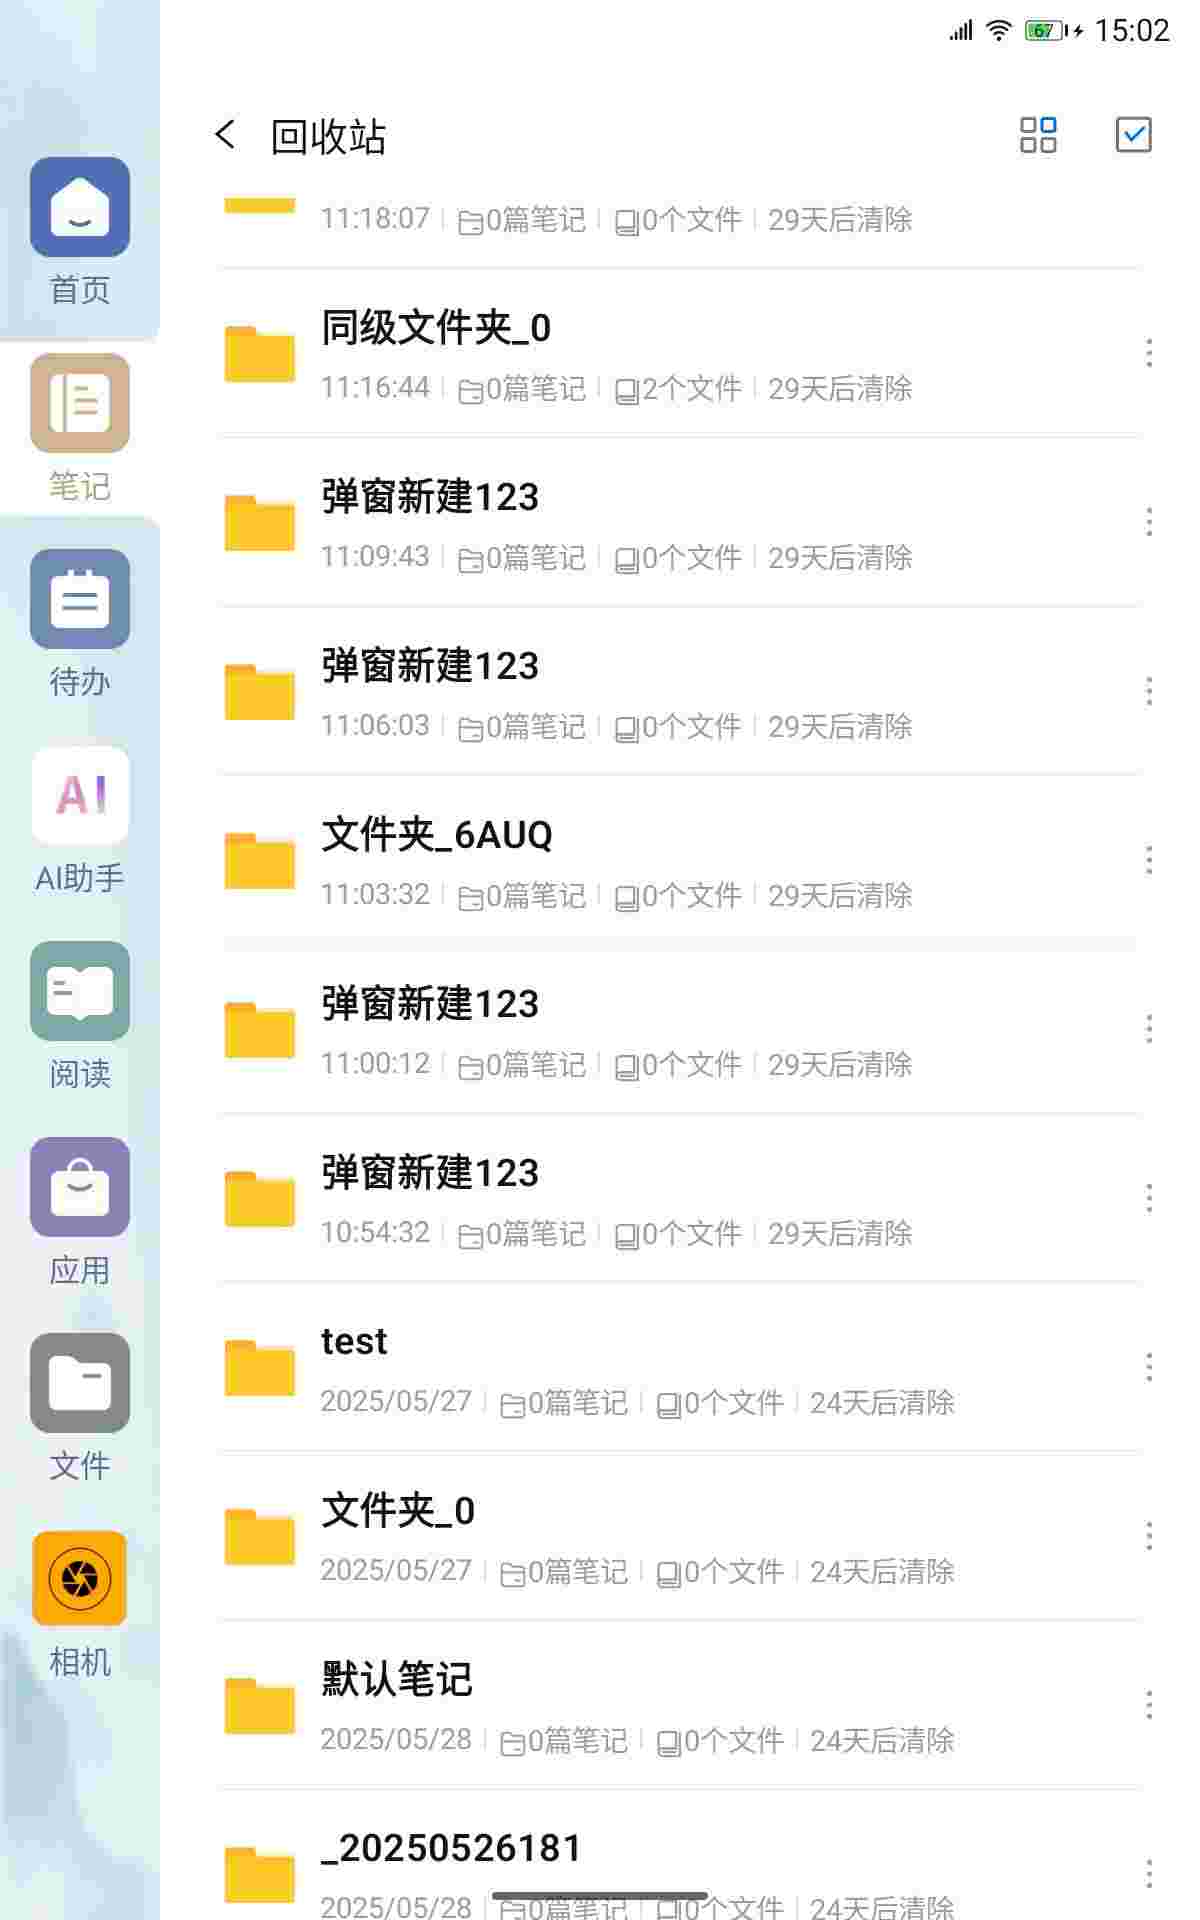 67 15:02
回收站
11:18:07 0篇笔记 0个文件 29天后清除
首页
同级文件夹_0
11:16:44 0篇笔记 2个文件 29天后清除
笔记
弹窗新建123
11:09:43 0篇笔记 0个文件 29天后清除
待办
弹窗新建123
11:06:03 0篇笔记 0个文件 29天后清除
AI
AI助手
文件夹_6AUQ
11:03:32 0篇笔记 0个文件 29天后清除
阅读
弹窗新建123
11:00:12 0篇笔记 0个文件 29天后清除
弹窗新建123
10:54:32 0篇笔记 0个文件 29天后清除
应用
test
2025/05/27 0篇笔记 0个文件 24天后清除
文件
文件夹_0
2025/05/27 0篇笔记 0个文件 24天后清除
相机
默认笔记
2025/05/28 0篇笔记 0个文件 24天后清除
_20250526181
2025/05/28 0篇笔记 0个文件 24天后清除